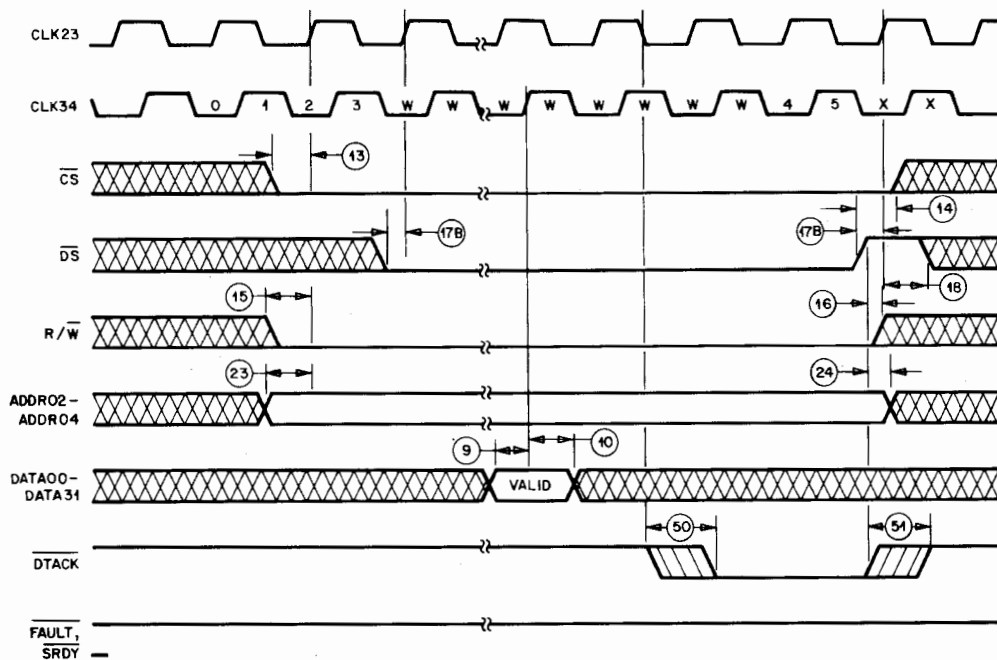 CLK23
CLK34
0 1 2 3 W W W W W W W W 4 5 X X
13
CS
14
17B
17B
DS
18
15
16
R/W
23
24
ADDR02-
ADDR04
9
10
DATA00-
DATA31
VALID
50
51
DTACK
FAULT,
SRDY